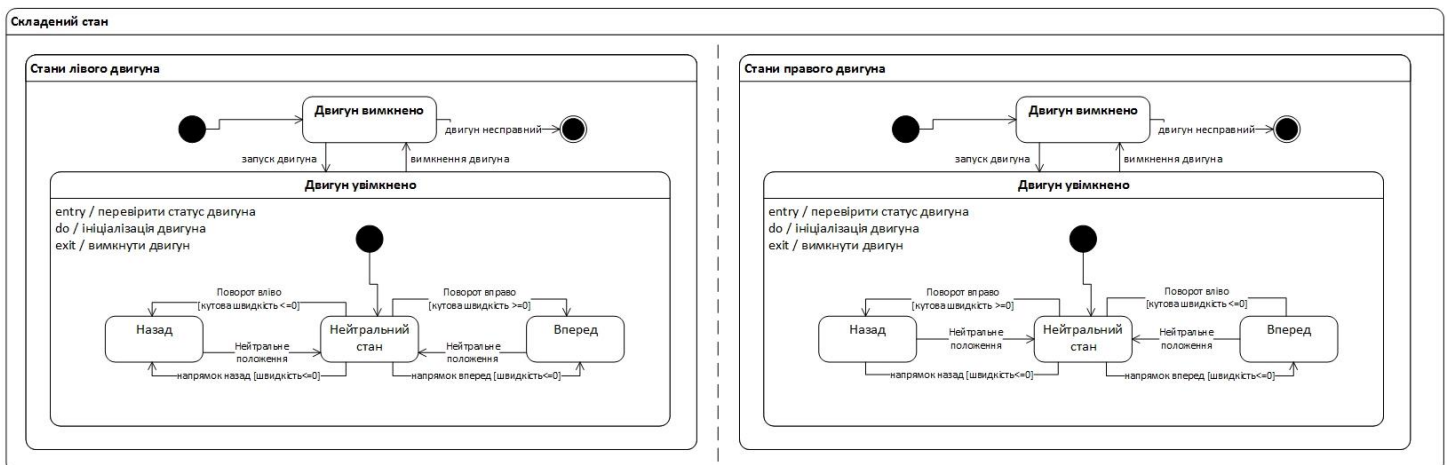 Складений стан
Стани лівого двигуна
Двигун вимкнено
двигун несправний
запуск двигуна
вимкнення двигуна
Двигун увімкнено
entry / перевірити статус двигуна
do / ініціалізація двигуна
exit / вимкнути двигун
Поворот вліво
[кутова швидкість <=0]
Поворот вправо
[кутова швидкість >=0]
Назад
Нейтральний
стан
Вперед
Нейтральне
положення
Нейтральне
положення
напрямок назад [швидкість<=0]
напрямок вперед [швидкість<=0]
Стани правого двигуна
Двигун вимкнено
двигун несправний
запуск двигуна
вимкнення двигуна
Двигун увімкнено
entry / перевірити статус двигуна
do / ініціалізація двигуна
exit / вимкнути двигун
Поворот вправо
[кутова швидкість >=0]
Поворот вліво
[кутова швидкість <=0]
Назад
Нейтральний
стан
Вперед
Нейтральне
положення
Нейтральне
положення
напрямок назад [швидкість<=0]
напрямок вперед [швидкість<=0]